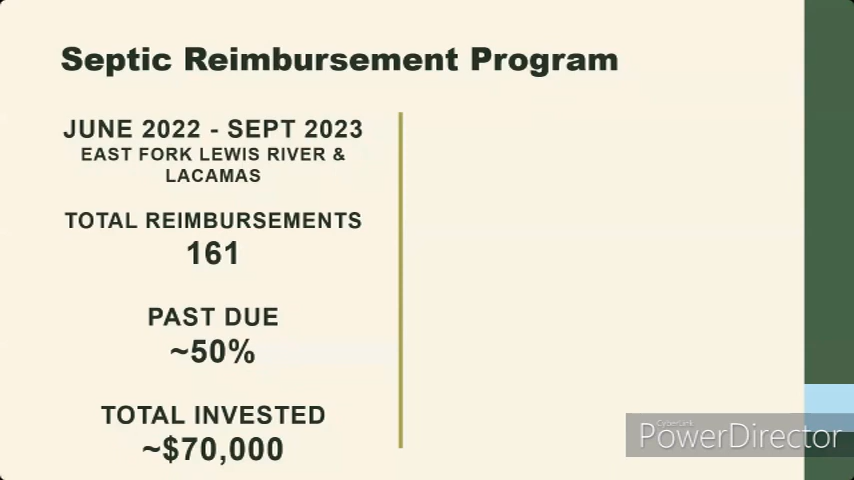 Septic Reimbursement Program
JUNE 2022 - SEPT 2023
EAST FORK LEWIS RIVER &
LACAMAS
TOTAL REIMBURSEMENTS
161
PAST DUE
~50%
TOTAL INVESTED
~$70,000
CyberLink
PowerDirector